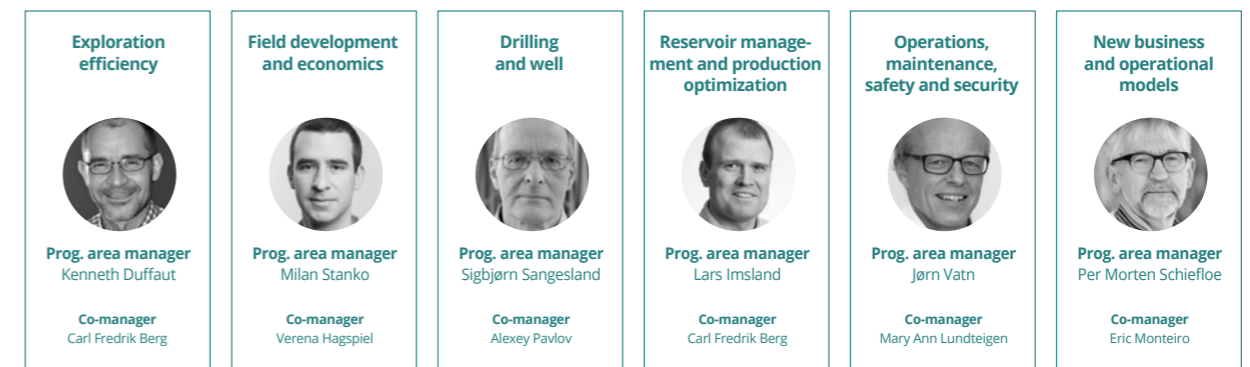 Exploration
efficiency
Prog. area manager
Kenneth Duffaut
Co-manager
Carl Fredrik Berg
Field development
and economics
Prog. area manager
Milan Stanko
Co-manager
Verena Hagspiel
Drilling
and well
Prog. area manager
Sigbjørn Sangesland
Co-manager
Alexey Pavlov
Reservoir manage-
ment and production
optimization
Prog. area manager
Lars Imsland
Co-manager
Carl Fredrik Berg
Operations,
maintenance,
safety and security
Prog. area manager
Jørn Vatn
Co-manager
Mary Ann Lundteigen
New business
and operational
models
Prog. area manager
Per Morten Schiefloe
Co-manager
Eric Monteiro